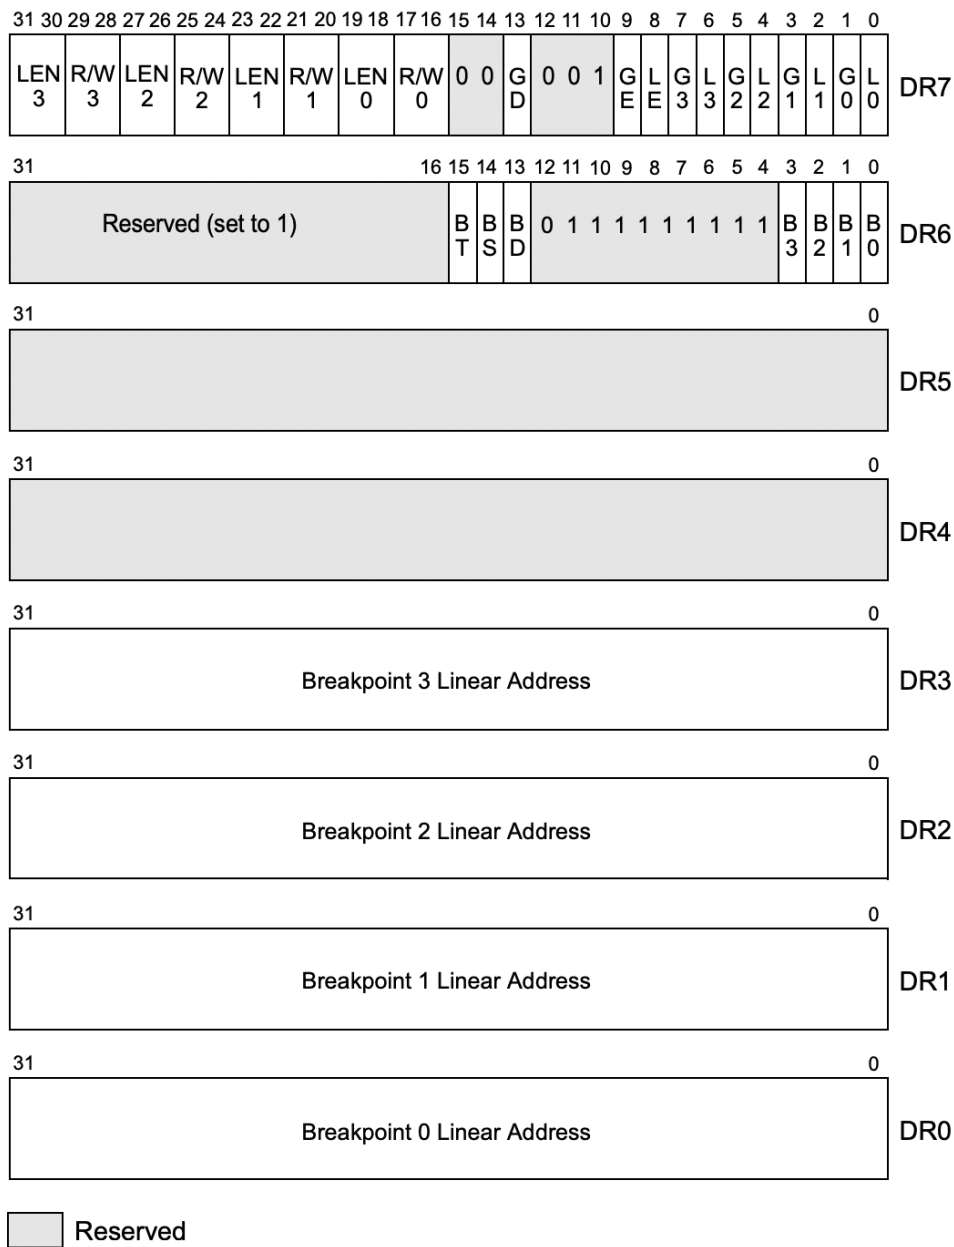 31 30 29 28 27 26 25 24 23 22 21 20 19 18 17 16 15 14 13 12 11 10 9 8 7 6 5 4 3 2 1 0
LEN 3 R/W 3 LEN 2 R/W 2 LEN 1 R/W 1 LEN 0 R/W 0 0 0 G D 0 0 1 G E L E G 3 L 3 G 2 L 2 G 1 L 1 G 0 L 0 DR7
31 16 15 14 13 12 11 10 9 8 7 6 5 4 3 2 1 0
Reserved (set to 1) B T B S B D 0 1 1 1 1 1 1 1 1 B 3 B 2 B 1 B 0 DR6
31 0
DR5
31 0
DR4
31 0
Breakpoint 3 Linear Address DR3
31 0
Breakpoint 2 Linear Address DR2
31 0
Breakpoint 1 Linear Address DR1
31 0
Breakpoint 0 Linear Address DR0
Reserved